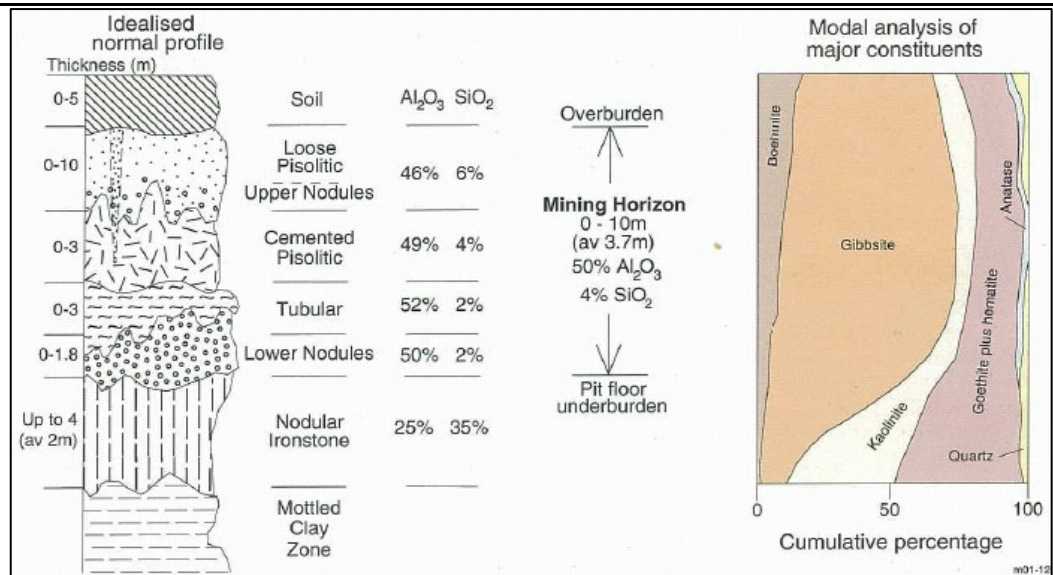 Idealised
normal profile
Thickness (m)
0-5
Soil
Al₂O₃ SiO₂
0-10
Loose
Pisolitic
Upper Nodules
46% 6%
0-3
Cemented
Pisolitic
49% 4%
0-3
Tubular
52% 2%
0-1.8
Lower Nodules
50% 2%
Up to 4
(av 2m)
Nodular
Ironstone
25% 35%
Mottled
Clay
Zone
Overburden
Mining Horizon
0 - 10m
(av 3.7m)
50% Al₂O₃
4% SiO₂
Pit floor
underburden
Modal analysis of
major constituents
Boehmite
Gibbsite
Kaolinite
Goethite plus hematite
Anatase
Quartz
0
50
100
Cumulative percentage
m01-12